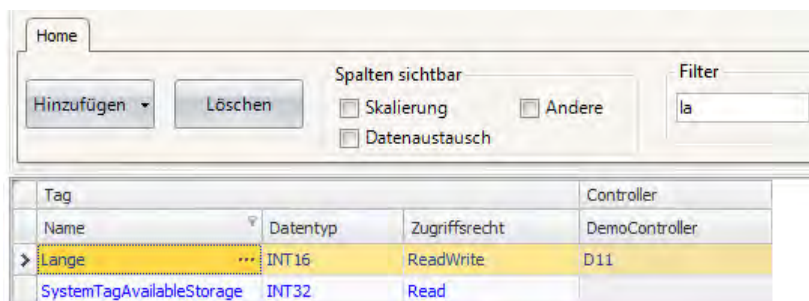 Home
Hinzufügen Löschen
Spalten sichtbar
Skalierung Andere
Datenaustausch
Filter
la
Tag Controller
Name Datentyp Zugriffsrecht DemoController
Lange ... INT16 ReadWrite D11
SystemTagAvailableStorage INT32 Read